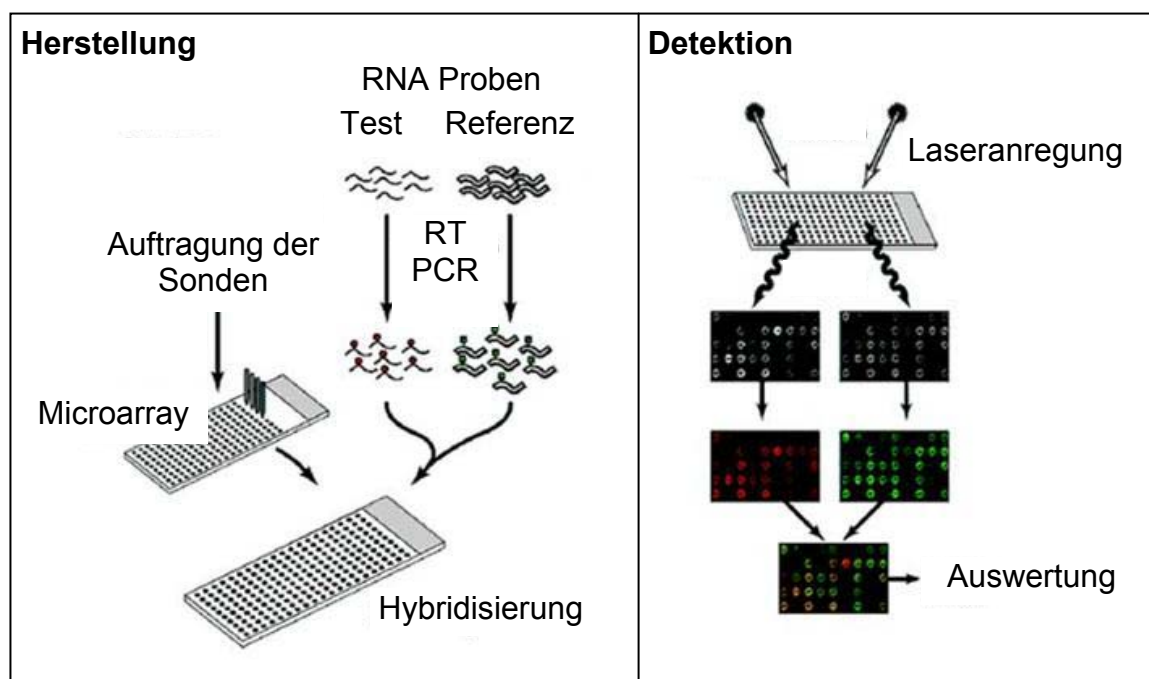 Herstellung
RNA Proben
Test Referenz
RT
PCR
Auftragung der
Sonden
Microarray
Hybridisierung
Detektion
Laseranregung
Auswertung